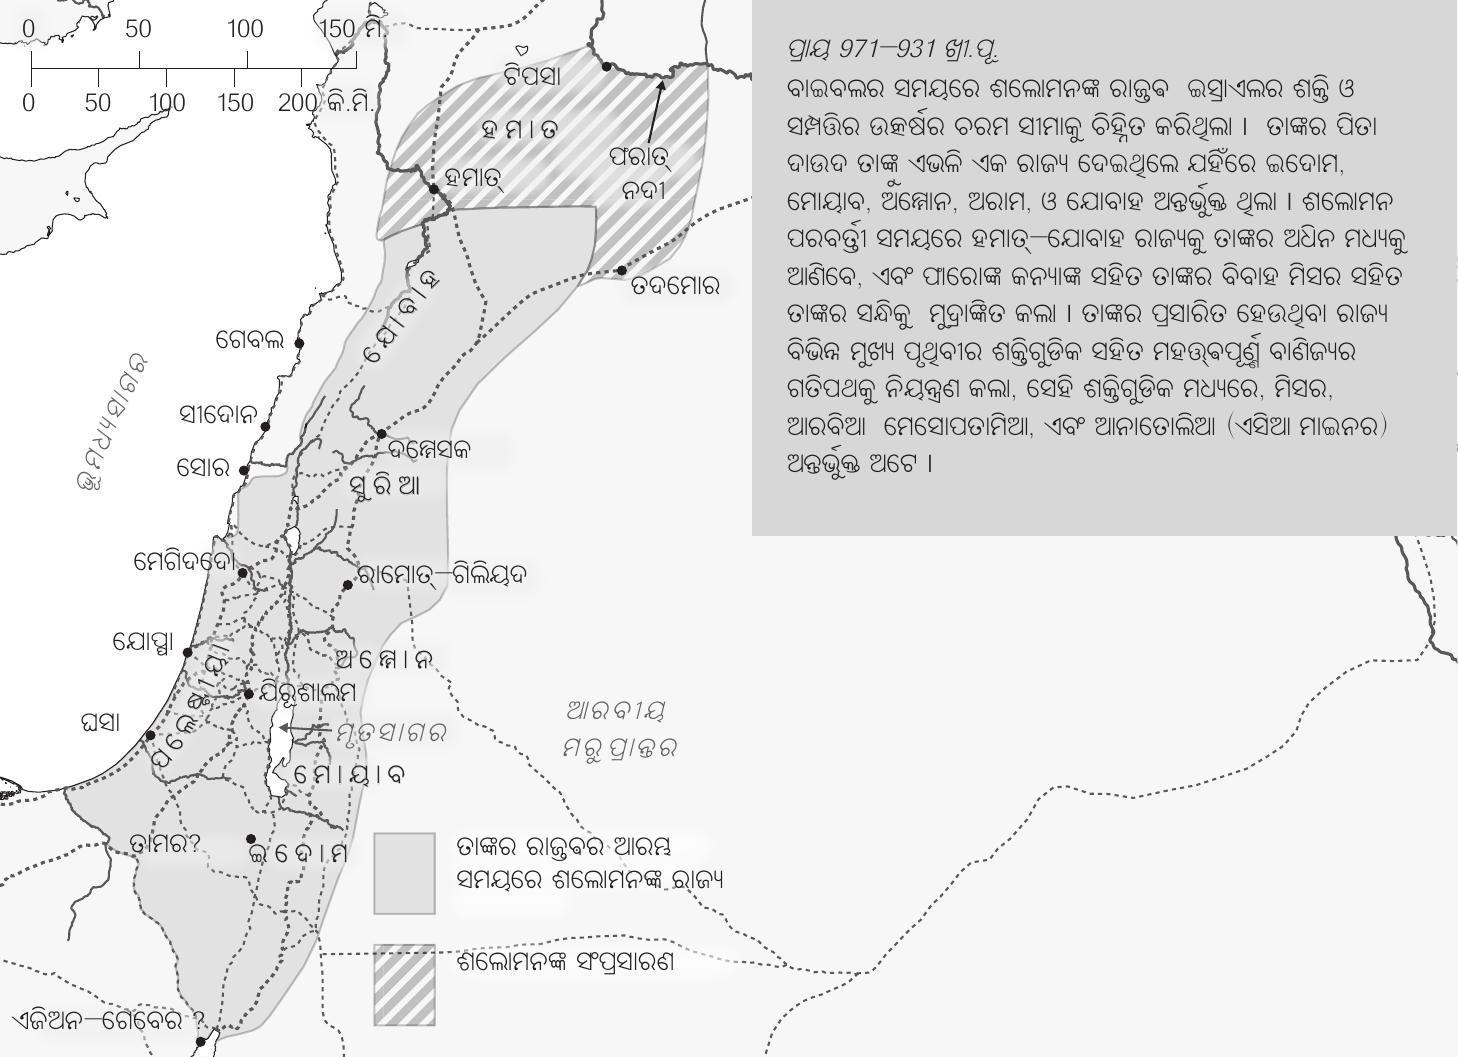 0 50 100 150 ମି.
0 50 100 150 200 କି.ମି.
ପ୍ରାୟ 971–931 ଖ୍ରୀ.ପୂ.
ବାଇବଲର ସମୟରେ ଶଲୋମନଙ୍କ ରାଜତ୍ଵ ଇସ୍ରାଏଲର ଶକ୍ତି ଓ
ସମ୍ପତ୍ତିର ଉତ୍କର୍ଷର ଚରମ ସୀମାକୁ ଚିହ୍ନିତ କରିଥିଲା । ତାଙ୍କର ପିତା
ଦାଉଦ ତାଙ୍କୁ ଏଭଳି ଏକ ରାଜ୍ୟ ଦେଇଥିଲେ ଯହିଁରେ ଇଦୋମ,
ମୋୟାବ, ଅମ୍ମୋନ, ଅରାମ, ଓ ଯୋବାହ ଅନ୍ତର୍ଭୁକ୍ତ ଥିଲା । ଶଲୋମନ
ପରବର୍ତ୍ତୀ ସମୟରେ ହମାତ୍–ଯୋବାହ ରାଜ୍ୟକୁ ତାଙ୍କର ଅଧିନ ମଧ୍ୟକୁ
ଆଣିବେ, ଏବଂ ଫାରୋଙ୍କ କନ୍ୟାଙ୍କ ସହିତ ତାଙ୍କର ବିବାହ ମିସର ସହିତ
ତାଙ୍କର ସନ୍ଧିକୁ ମୁଦ୍ରାଙ୍କିତ କଲା । ତାଙ୍କର ପ୍ରସାରିତ ହେଉଥିବା ରାଜ୍ୟ
ବିଭିନ୍ନ ମୁଖ୍ୟ ପୃଥିବୀର ଶକ୍ତିଗୁଡିକ ସହିତ ମହତ୍ତ୍ଵପୂର୍ଣ୍ଣ ବାଣିଜ୍ୟର
ଗତିପଥକୁ ନିୟନ୍ତ୍ରଣ କଲା, ସେହି ଶକ୍ତିଗୁଡିକ ମଧ୍ୟରେ, ମିସର,
ଆରବିଆ ମେସୋପତାମିଆ, ଏବଂ ଆନାତୋଲିଆ (ଏସିଆ ମାଇନର)
ଅନ୍ତର୍ଭୁକ୍ତ ଅଟେ ।
ଟିପସା
ହମାତ
ଫରାତ୍
ନଦୀ
ହମାତ୍
ତଦମୋର
ଯୋବାହ
ଗେବଲ
ଭୂମଧ୍ୟସାଗର
ସୀଦୋନ
ଦମ୍ମେସକ
ସୋର
ସୁରିଆ
ମେଗିଦଦୋ
ରାମୋତ୍–ଗିଲିୟଦ
ଯୋପ୍ପା
ଅମ୍ମୋନ
ପଲେଷ୍ଟୀୟା
ଯିରୂଶାଲମ
ଘସା
ମୃତସାଗର
ଆରବୀୟ
ମରୁପ୍ରାନ୍ତର
ମୋୟାବ
ତାମର?
ଇଦୋମ
ତାଙ୍କର ରାଜତ୍ଵର ଆରମ୍ଭ
ସମୟରେ ଶଲୋମନଙ୍କ ରାଜ୍ୟ
ଶଲୋମନଙ୍କ ସଂପ୍ରସାରଣ
ଏଜିଅନ–ଗେବେର ?